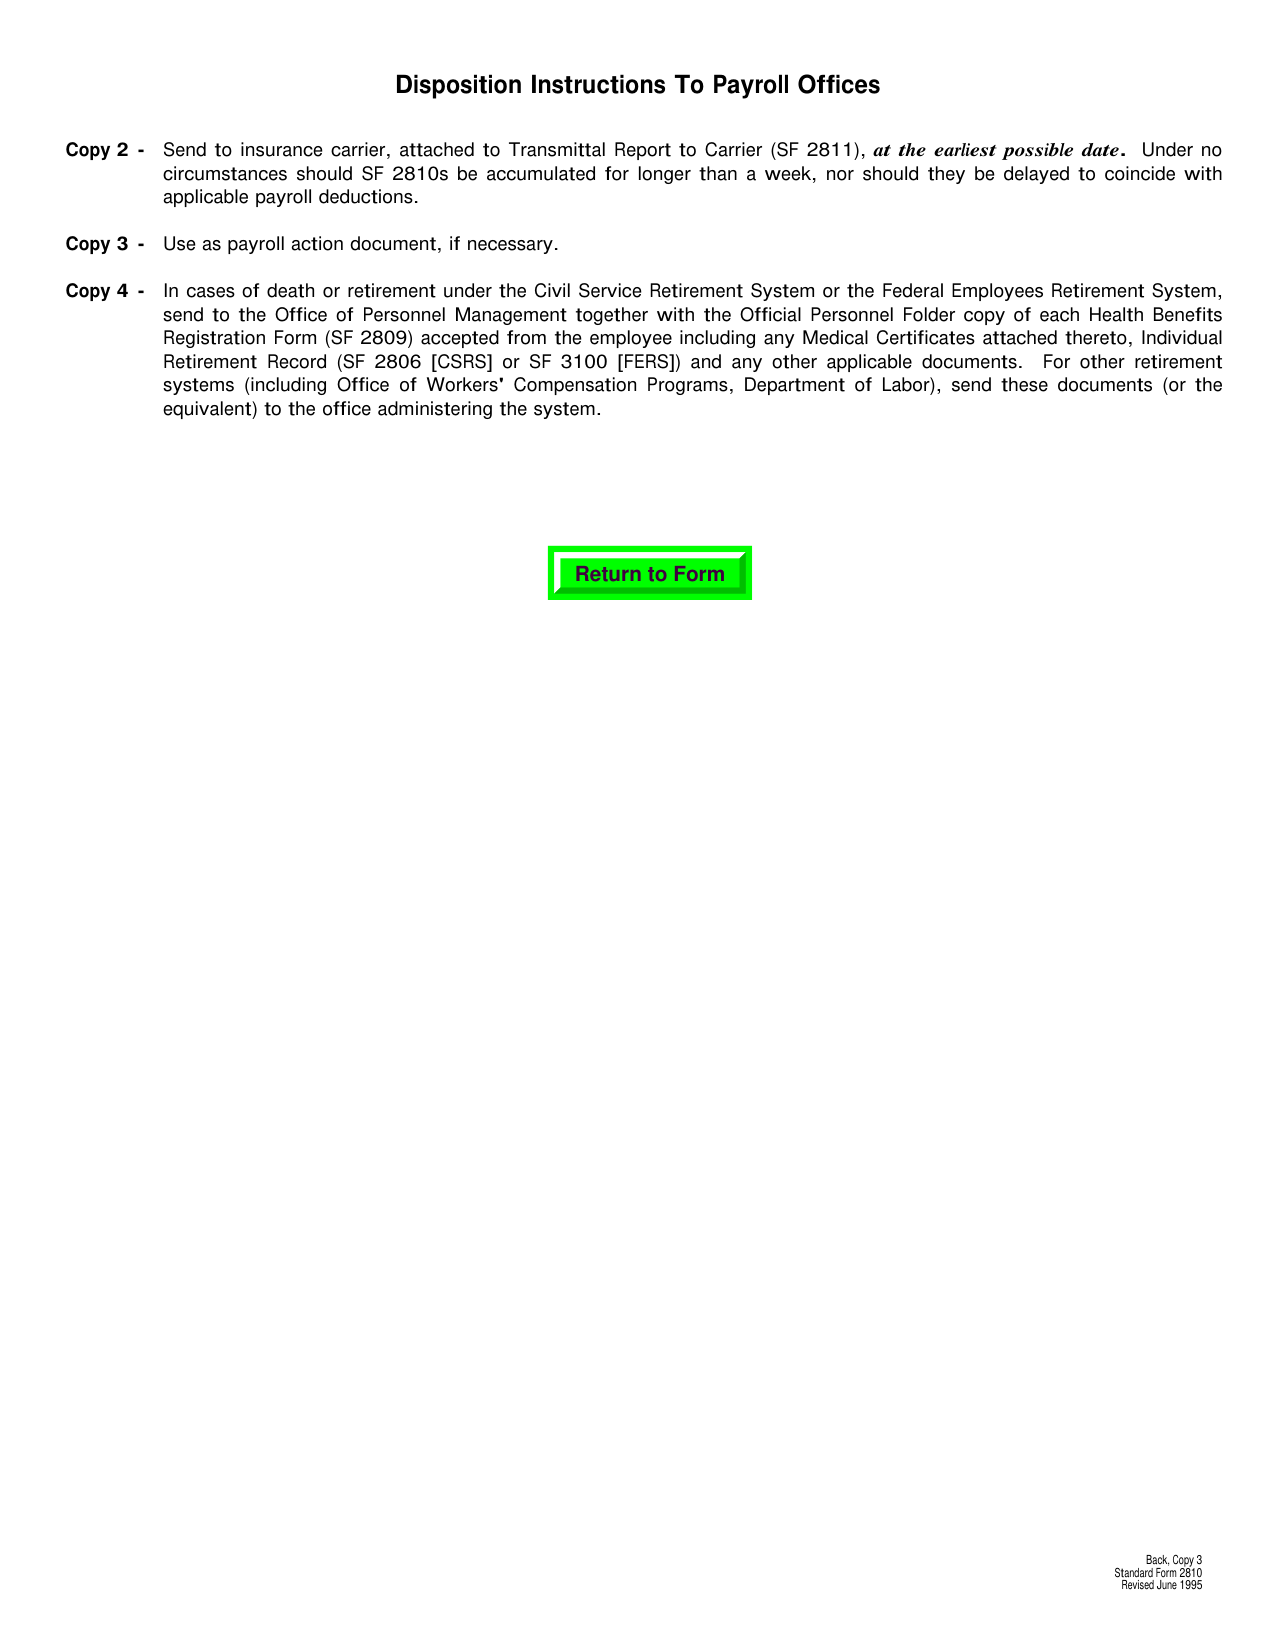 Disposition Instructions To Payroll Offices
Copy 2 - Send to insurance carrier, attached to Transmittal Report to Carrier (SF 2811), at the earliest possible date. Under no
circumstances should SF 2810s be accumulated for longer than a week, nor should they be delayed to coincide with
applicable payroll deductions.
Copy 3 - Use as payroll action document, if necessary.
Copy 4 - In cases of death or retirement under the Civil Service Retirement System or the Federal Employees Retirement System,
send to the Office of Personnel Management together with the Official Personnel Folder copy of each Health Benefits
Registration Form (SF 2809) accepted from the employee including any Medical Certificates attached thereto, Individual
Retirement Record (SF 2806 [CSRS] or SF 3100 [FERS]) and any other applicable documents. For other retirement
systems (including Office of Workers' Compensation Programs, Department of Labor), send these documents (or the
equivalent) to the office administering the system.
Return to Form
Back, Copy 3
Standard Form 2810
Revised June 1995